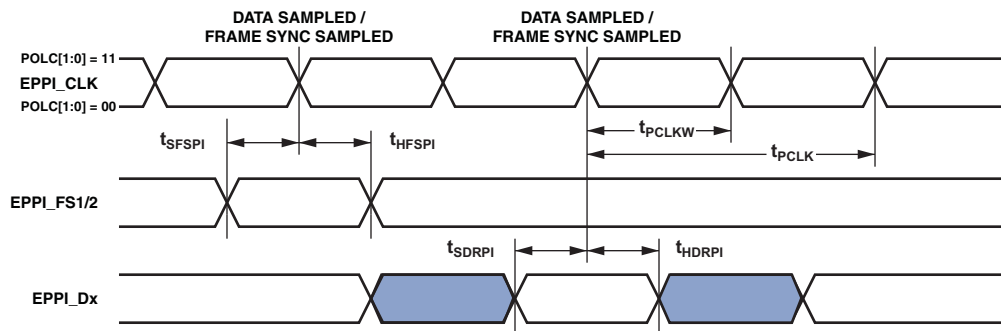 DATA SAMPLED /
FRAME SYNC SAMPLED
DATA SAMPLED /
FRAME SYNC SAMPLED
POLC[1:0] = 11
EPPI_CLK
POLC[1:0] = 00
tSFSPI
tHFSPI
tPCLKW
tPCLK
EPPI_FS1/2
tSDRPI
tHDRPI
EPPI_Dx